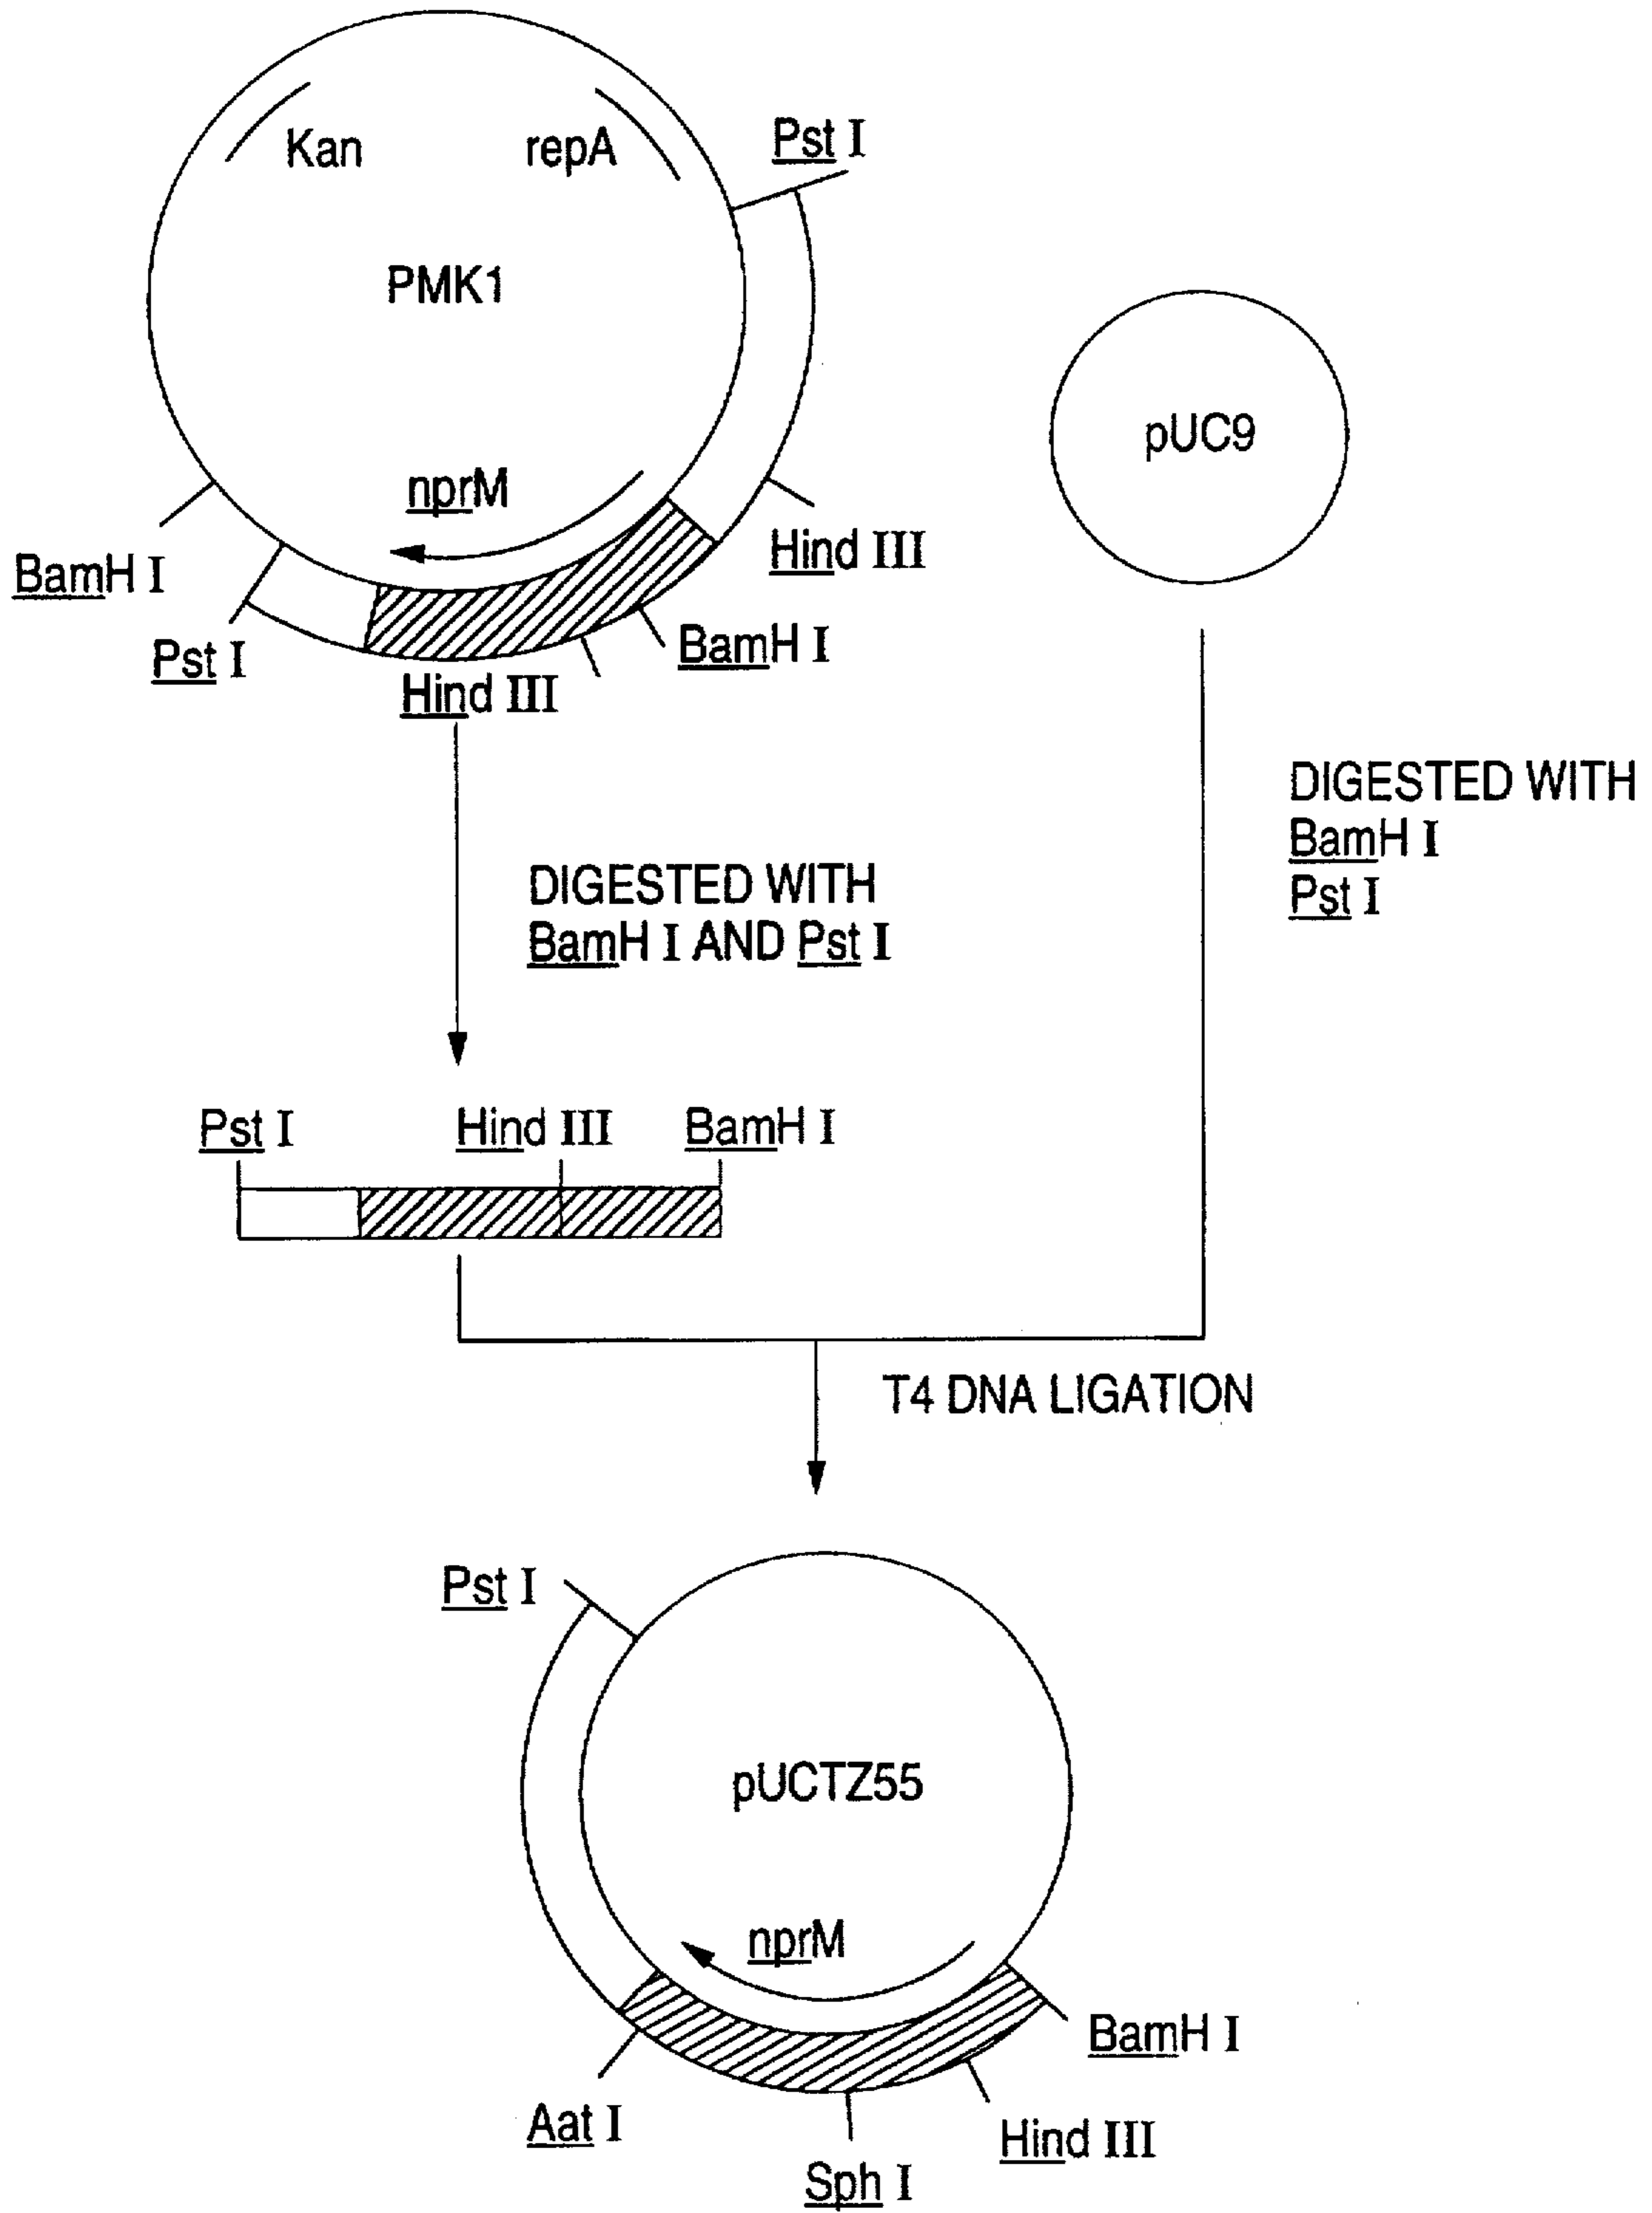 Kan
repA
Pst I
PMK1
pUC9
nprM
BamH I
Hind III
Pst I
BamH I
Hind III
DIGESTED WITH
BamH I
Pst I
DIGESTED WITH
BamH I AND Pst I
Pst I
Hind III
BamH I
T4 DNA LIGATION
Pst I
pUCTZ55
nprM
BamH I
Aat I
Hind III
Sph I